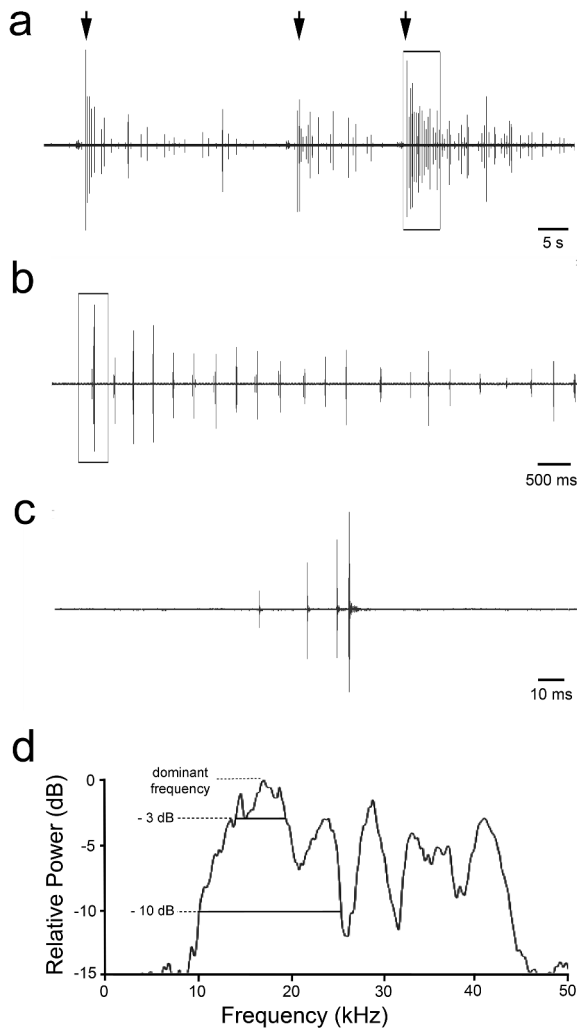 a
5 s
b
500 ms
c
10 ms
d
Relative Power (dB)
0
-5
-10
-15
dominant
frequency
- 3 dB
- 10 dB
0
10
20
30
40
50
Frequency (kHz)